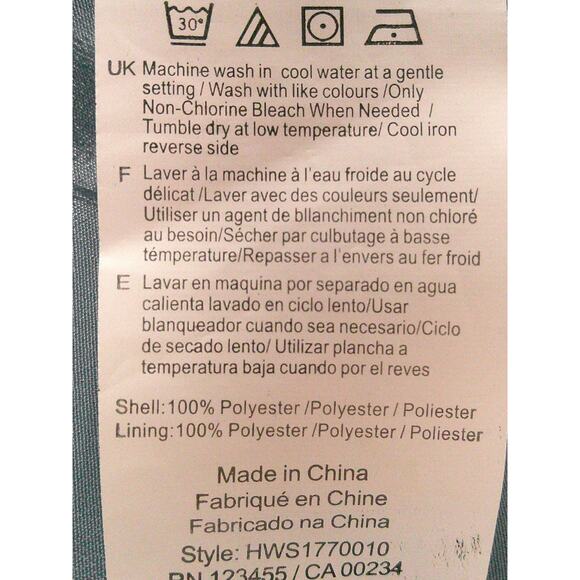 30°
UK Machine wash in cool water at a gentle
setting / Wash with like colours /Only
Non-Chlorine Bleach When Needed /
Tumble dry at low temperature/ Cool iron
reverse side
F Laver à la machine à l'eau froide au cycle
délicat /Laver avec des couleurs seulement/
Utiliser un agent de bllanchiment non chloré
au besoin/Sécher par culbutage à basse
témpérature/Repasser a l'envers au fer froid
E Lavar en maquina por separado en agua
calienta lavado en ciclo lento/Usar
blanqueador cuando sea necesario/Ciclo
de secado lento/ Utilizar plancha a
temperatura baja cuando por el reves
Shell:100% Polyester /Polyester / Poliester
Lining:100% Polyester /Polyester / Poliester
Made in China
Fabriqué en Chine
Fabricado na China
Style: HWS1770010
RN 123455 / CA 00234